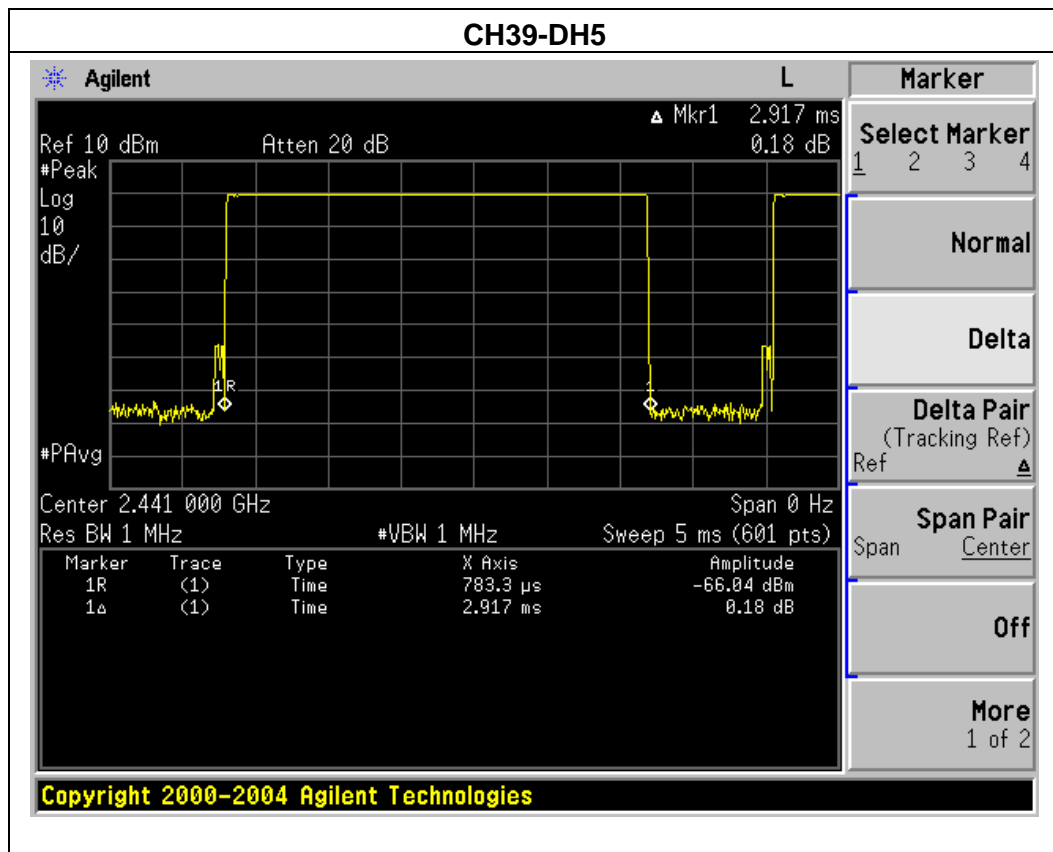 CH39-DH5
Agilent L Marker
Δ Mkr1 2.917 ms
Ref 10 dBm Atten 20 dB 0.18 dB
#Peak
Log
10
dB/
1R
1
#PAvg
Center 2.441 000 GHz Span 0 Hz
Res BW 1 MHz #VBW 1 MHz Sweep 5 ms (601 pts)
Marker Trace Type X Axis Amplitude
1R (1) Time 783.3 µs -66.04 dBm
1Δ (1) Time 2.917 ms 0.18 dB
Select Marker
1 2 3 4
Normal
Delta
Delta Pair
(Tracking Ref)
Ref Δ
Span Pair
Span Center
Off
More
1 of 2
Copyright 2000-2004 Agilent Technologies